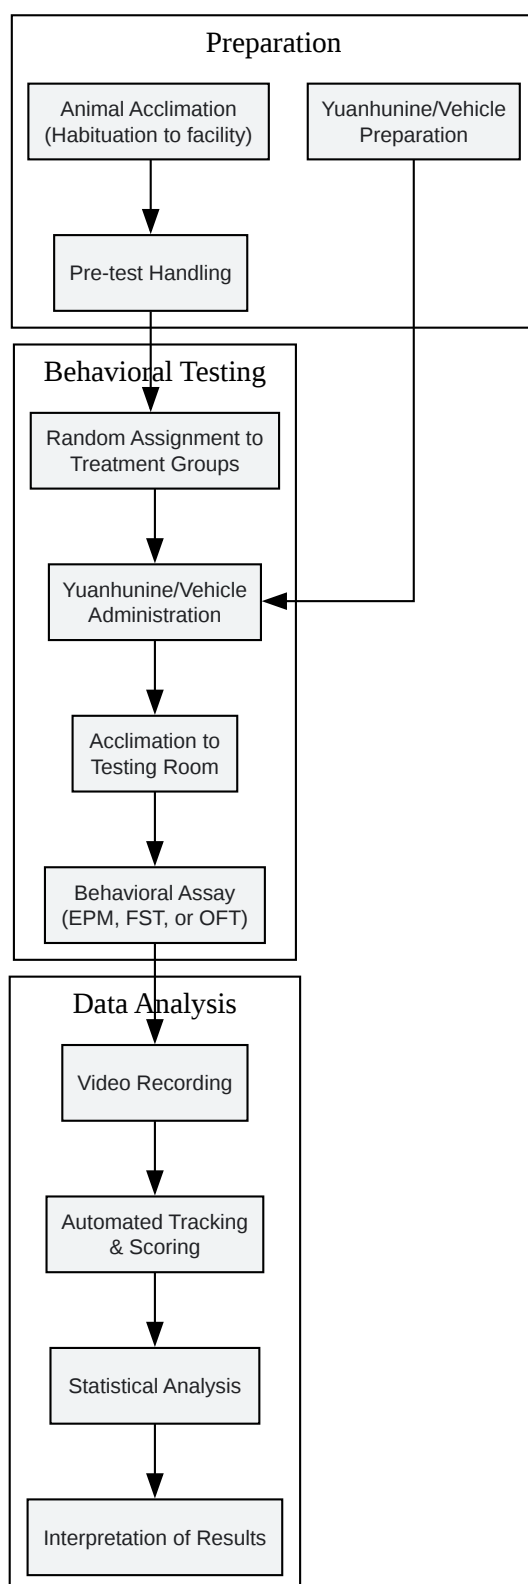 Preparation
Animal Acclimation
(Habituation to facility)
Yuanhunine/Vehicle
Preparation
Pre-test Handling
Behavioral Testing
Random Assignment to
Treatment Groups
Yuanhunine/Vehicle
Administration
Acclimation to
Testing Room
Behavioral Assay
(EPM, FST, or OFT)
Data Analysis
Video Recording
Automated Tracking
& Scoring
Statistical Analysis
Interpretation of Results